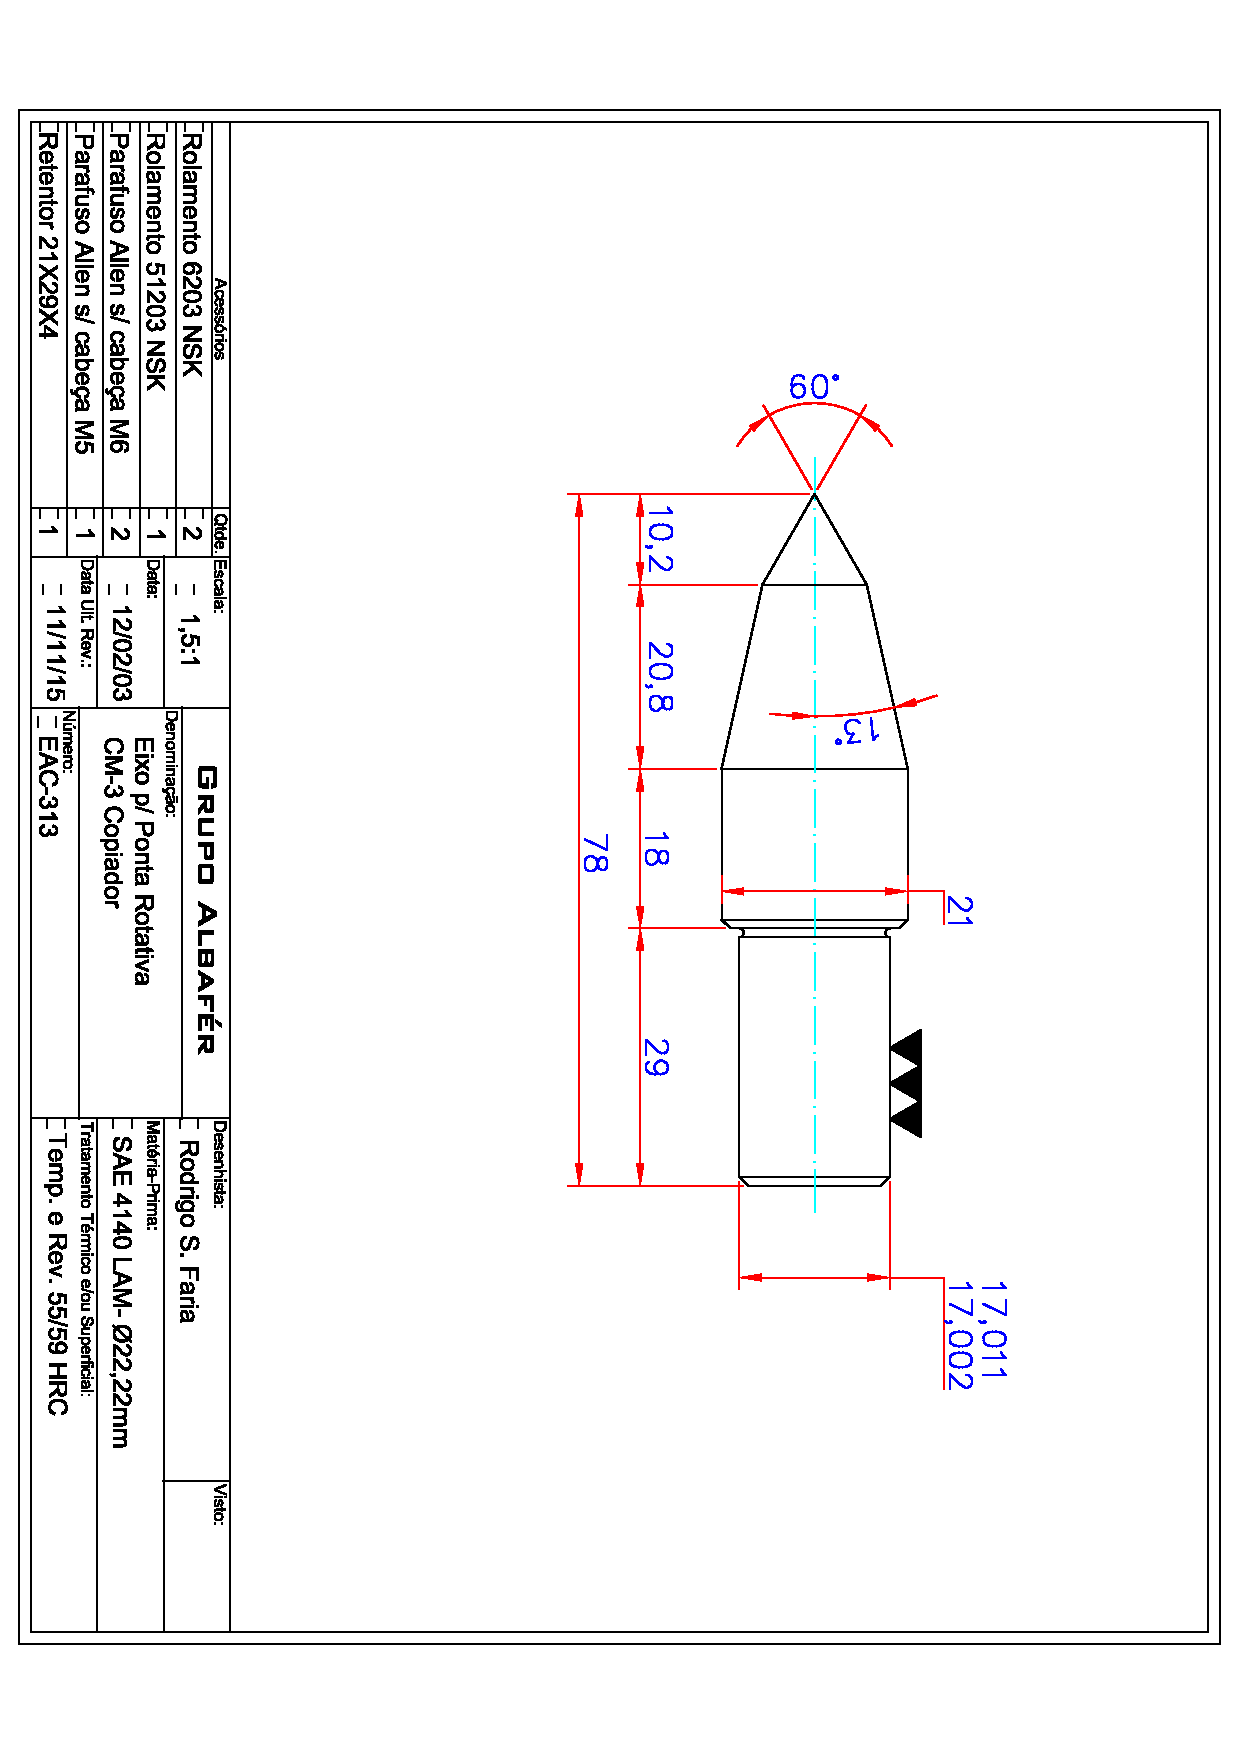 60°
10,2
20,8
13°
18
78
21
29
17,011
17,002
Acessórios
Qtde.
Rolamento 6203 NSK
2
Rolamento 51203 NSK
1
Parafuso Allen s/ cabeça M6
2
Parafuso Allen s/ cabeça M5
1
Retentor 21X29X4
1
Escala:
1,5:1
Data:
12/02/03
Data Ult. Rev.:
11/11/15
GRUPO ALBAFÉR
Denominação:
Eixo p/ Ponta Rotativa
CM-3 Copiador
Número:
EAC-313
Desenhista:
Rodrigo S. Faria
Visto:
Matéria-Prima:
SAE 4140 LAM- Ø22,22mm
Tratamento Térmico e/ou Superficial:
Temp. e Rev. 55/59 HRC